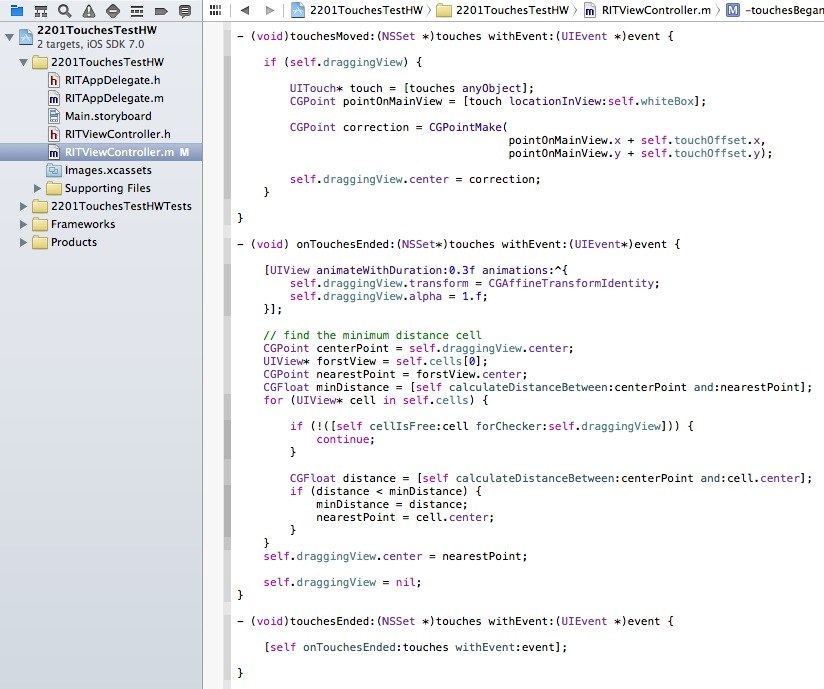 2201TouchesTestHW
2 targets, iOS SDK 7.0
2201TouchesTestHW
RITAppDelegate.h
RITAppDelegate.m
Main.storyboard
RITViewController.h
RITViewController.m M
Images.xcassets
Supporting Files
2201TouchesTestHWTests
Frameworks
Products
2201TouchesTestHW 2201TouchesTestHW RITViewController.m -touchesBegan
- (void)touchesMoved:(NSSet *)touches withEvent:(UIEvent *)event {
if (self.draggingView) {
UITouch* touch = [touches anyObject];
CGPoint pointOnMainView = [touch locationInView:self.whiteBox];
CGPoint correction = CGPointMake(
pointOnMainView.x + self.touchOffset.x,
pointOnMainView.y + self.touchOffset.y);
self.draggingView.center = correction;
}
}
- (void) onTouchesEnded:(NSSet*)touches withEvent:(UIEvent*)event {
[UIView animateWithDuration:0.3f animations:^{
self.draggingView.transform = CGAffineTransformIdentity;
self.draggingView.alpha = 1.f;
}];
// find the minimum distance cell
CGPoint centerPoint = self.draggingView.center;
UIView* forstView = self.cells[0];
CGPoint nearestPoint = forstView.center;
CGFloat minDistance = [self calculateDistanceBetween:centerPoint and:nearestPoint];
for (UIView* cell in self.cells) {
if (!([self cellIsFree:cell forChecker:self.draggingView])) {
continue;
}
CGFloat distance = [self calculateDistanceBetween:centerPoint and:cell.center];
if (distance < minDistance) {
minDistance = distance;
nearestPoint = cell.center;
}
}
self.draggingView.center = nearestPoint;
self.draggingView = nil;
}
- (void)touchesEnded:(NSSet *)touches withEvent:(UIEvent *)event {
[self onTouchesEnded:touches withEvent:event];
}